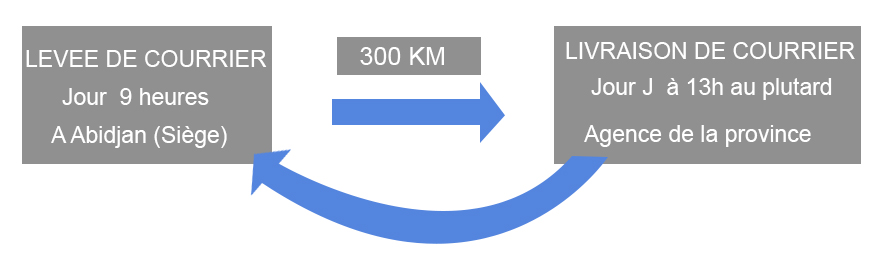 LEVEE DE COURRIER
Jour 9 heures
A Abidjan (Siège)
300 KM
LIVRAISON DE COURRIER
Jour J à 13h au plutard
Agence de la province